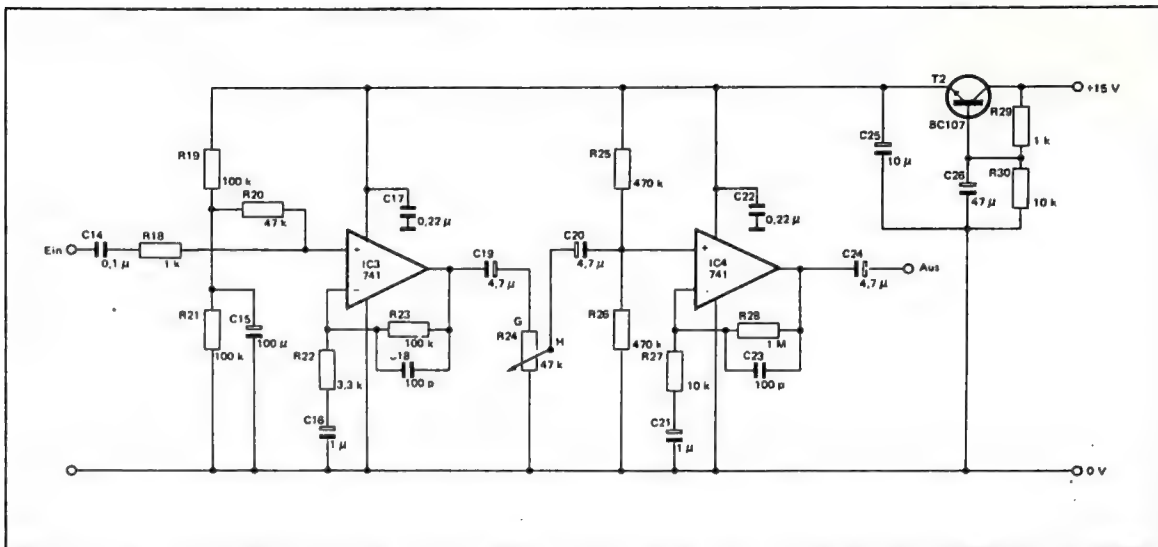 T2
+15 V
BC107
R29
1 k
C25
10 µ
C26
47 µ
R30
10 k
R19
100 k
R20
47 k
C17
0,22 µ
R25
470 k
C22
0,22 µ
Ein
C14
0,1 µ
R18
1 k
+
IC3
741
−
C19
4,7 µ
C20
4,7 µ
+
IC4
741
−
C24
4,7 µ
Aus
R21
100 k
C15
100 µ
R22
3,3 k
R23
100 k
C18
100 p
G
R24
47 k
H
R26
470 k
R27
10 k
R28
1 M
C23
100 p
C16
1 µ
C21
1 µ
0 V